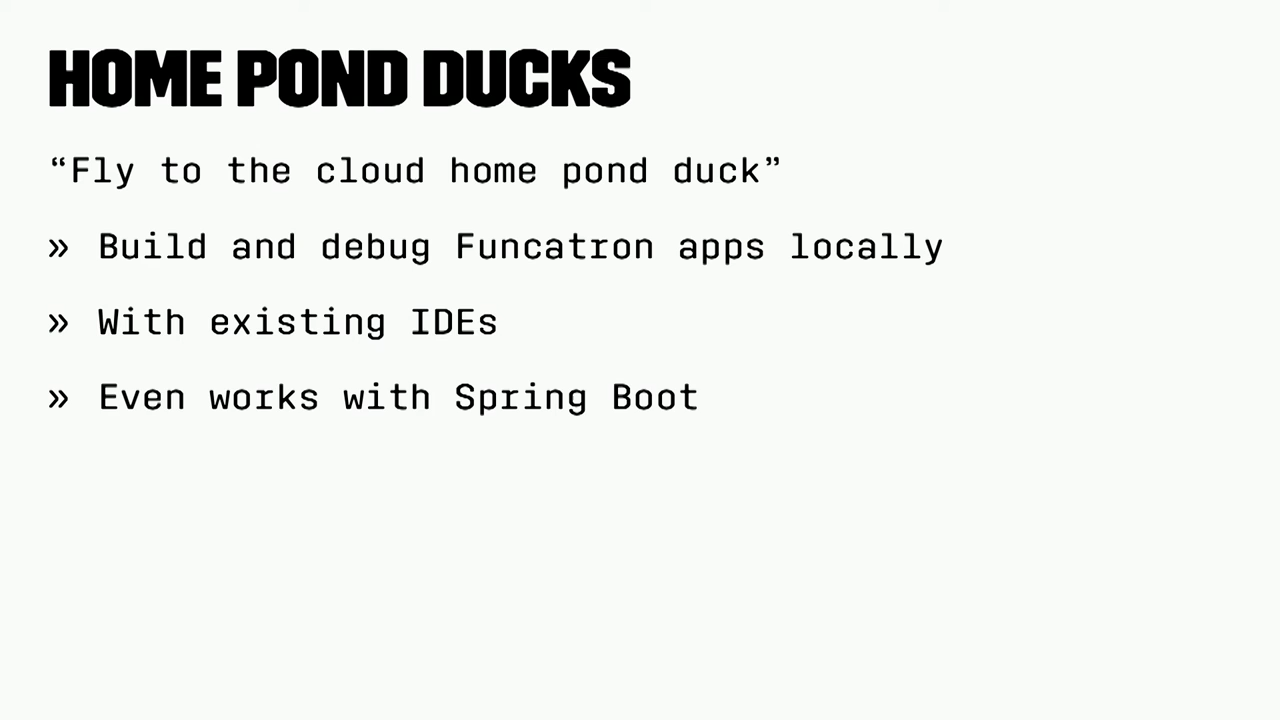 HOME POND DUCKS
“Fly to the cloud home pond duck”
» Build and debug Funcatron apps locally
» With existing IDEs
» Even works with Spring Boot